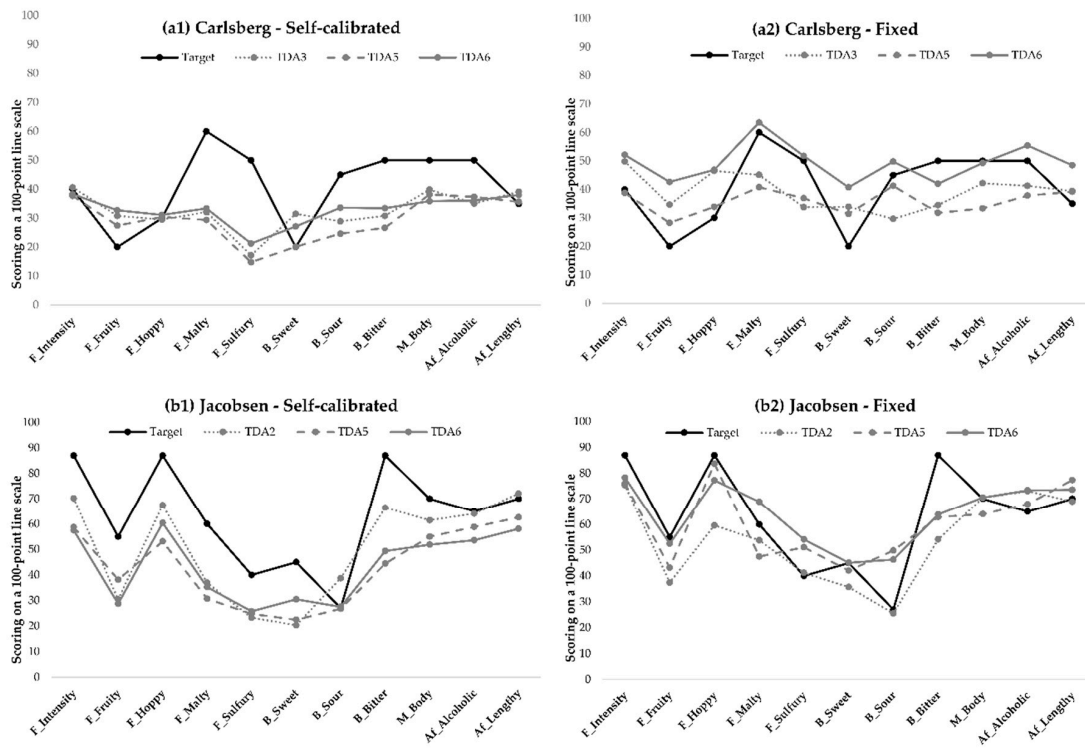 (a1) Carlsberg - Self-calibrated
Target TDA3 TDA5 TDA6
Scoring on a 100-point line scale
100
90
80
70
60
50
40
30
20
10
0
F_Intensity
F_Fruity
F_Hoppy
F_Malty
F_Sulfury
B_Sweet
B_Sour
B_Bitter
M_Body
Af_Alcoholic
Af_Lengthy
(a2) Carlsberg - Fixed
Target TDA3 TDA5 TDA6
Scoring on a 100-point line scale
100
90
80
70
60
50
40
30
20
10
0
F_Intensity
F_Fruity
F_Hoppy
F_Malty
F_Sulfury
B_Sweet
B_Sour
B_Bitter
M_Body
Af_Alcoholic
Af_Lengthy
(b1) Jacobsen - Self-calibrated
Target TDA2 TDA5 TDA6
Scoring on a 100-point line scale
100
90
80
70
60
50
40
30
20
10
0
F_Intensity
F_Fruity
F_Hoppy
F_Malty
F_Sulfury
B_Sweet
B_Sour
B_Bitter
M_Body
Af_Alcoholic
Af_Lengthy
(b2) Jacobsen - Fixed
Target TDA2 TDA5 TDA6
Scoring on a 100-point line scale
100
90
80
70
60
50
40
30
20
10
0
F_Intensity
F_Fruity
F_Hoppy
F_Malty
F_Sulfury
B_Sweet
B_Sour
B_Bitter
M_Body
Af_Alcoholic
Af_Lengthy